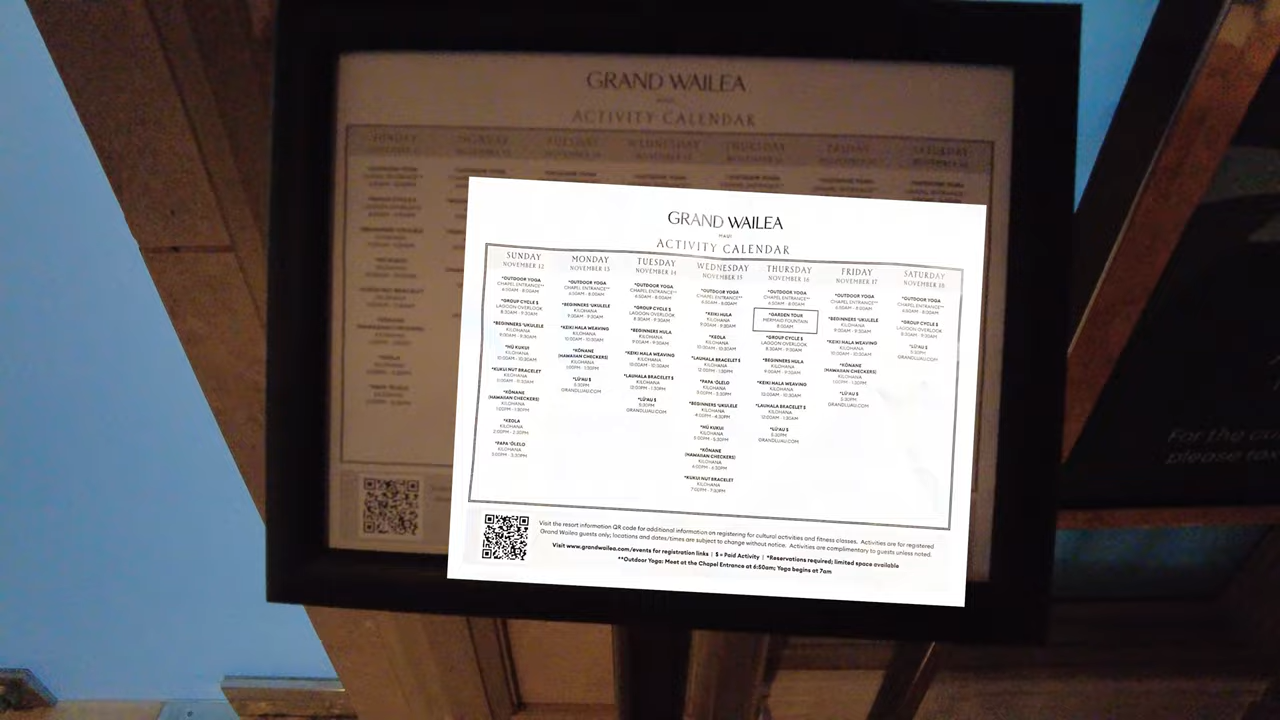 GRAND WAILEA
MAUI
ACTIVITY CALENDAR
SUNDAY
NOVEMBER 12
*OUTDOOR YOGA
CHAPEL ENTRANCE**
6:50AM - 8:00AM
*GROUP CYCLE $
LAGOON OVERLOOK
8:30AM - 9:30AM
*BEGINNERS 'UKULELE
KILOHANA
9:00AM - 9:30AM
*HŪ KUKUI
KILOHANA
10:00AM - 10:30AM
*KUKUI NUT BRACELET
KILOHANA
*KŌNANE
(HAWAIIAN CHECKERS)
KILOHANA
1:00PM - 1:30PM
*KEOLA
KILOHANA
2:00PM - 2:30PM
*PAPA 'ŌLELO
KILOHANA
3:00PM - 3:30PM
MONDAY
NOVEMBER 13
*OUTDOOR YOGA
CHAPEL ENTRANCE**
6:50AM - 8:00AM
*BEGINNERS 'UKULELE
KILOHANA
9:00AM - 9:30AM
*KEIKI HALA WEAVING
KILOHANA
10:00AM - 10:30AM
*KŌNANE
(HAWAIIAN CHECKERS)
KILOHANA
1:00PM - 1:30PM
*LŪ'AU $
5:30PM
GRANDLUAU.COM
TUESDAY
NOVEMBER 14
*OUTDOOR YOGA
CHAPEL ENTRANCE**
6:50AM - 8:00AM
*GROUP CYCLE $
LAGOON OVERLOOK
8:30AM - 9:30AM
*BEGINNERS HULA
KILOHANA
9:00AM - 9:30AM
*KEIKI HALA WEAVING
KILOHANA
10:00AM - 10:30AM
*LAUHALA BRACELET $
KILOHANA
12:00PM - 1:30PM
*LŪ'AU $
5:30PM
GRANDLUAU.COM
WEDNESDAY
NOVEMBER 15
*OUTDOOR YOGA
CHAPEL ENTRANCE**
6:50AM - 8:00AM
*KEIKI HULA
KILOHANA
9:00AM - 9:30AM
*KEOLA
KILOHANA
10:00AM - 10:30AM
*LAUHALA BRACELET $
KILOHANA
12:00PM - 1:30PM
*PAPA 'ŌLELO
KILOHANA
3:00PM - 3:30PM
*BEGINNERS 'UKULELE
KILOHANA
4:00PM - 4:30PM
*HŪ KUKUI
KILOHANA
5:00PM - 5:30PM
*KŌNANE
(HAWAIIAN CHECKERS)
KILOHANA
6:00PM - 6:30PM
*KUKUI NUT BRACELET
KILOHANA
7:00PM - 7:30PM
THURSDAY
NOVEMBER 16
*OUTDOOR YOGA
CHAPEL ENTRANCE**
6:50AM - 8:00AM
*GARDEN TOUR
MERMAID FOUNTAIN
8:00AM
*GROUP CYCLE $
LAGOON OVERLOOK
8:30AM - 9:30AM
*BEGINNERS HULA
KILOHANA
9:00AM - 9:30AM
*KEIKI HALA WEAVING
KILOHANA
10:00AM - 10:30AM
*LAUHALA BRACELET $
KILOHANA
10:00AM - 1:30AM
*LŪ'AU $
5:30PM
GRANDLUAU.COM
FRIDAY
NOVEMBER 17
*OUTDOOR YOGA
CHAPEL ENTRANCE**
6:50AM - 8:00AM
*BEGINNERS 'UKULELE
KILOHANA
9:00AM - 9:30AM
*KEIKI HALA WEAVING
KILOHANA
10:00AM - 10:30AM
*KŌNANE
(HAWAIIAN CHECKERS)
KILOHANA
1:00PM - 1:30PM
*LŪ'AU $
5:30PM
GRANDLUAU.COM
SATURDAY
NOVEMBER 18
*OUTDOOR YOGA
CHAPEL ENTRANCE**
6:50AM - 8:00AM
*GROUP CYCLE $
LAGOON OVERLOOK
8:30AM - 9:30AM
*LŪ'AU $
5:30PM
GRANDLUAU.COM
Visit the resort information QR code for additional information on registering for cultural activities and fitness classes. Activities are for registered
Grand Wailea guests only; locations and dates/times are subject to change without notice. Activities are complimentary to guests unless noted.
Visit www.grandwailea.com/events for registration links | $ = Paid Activity | *Reservations required; limited space available
**Outdoor Yoga: Meet at the Chapel Entrance at 6:50am; Yoga begins at 7am
GRAND WAILEA
ACTIVITY CALENDAR
For the
please